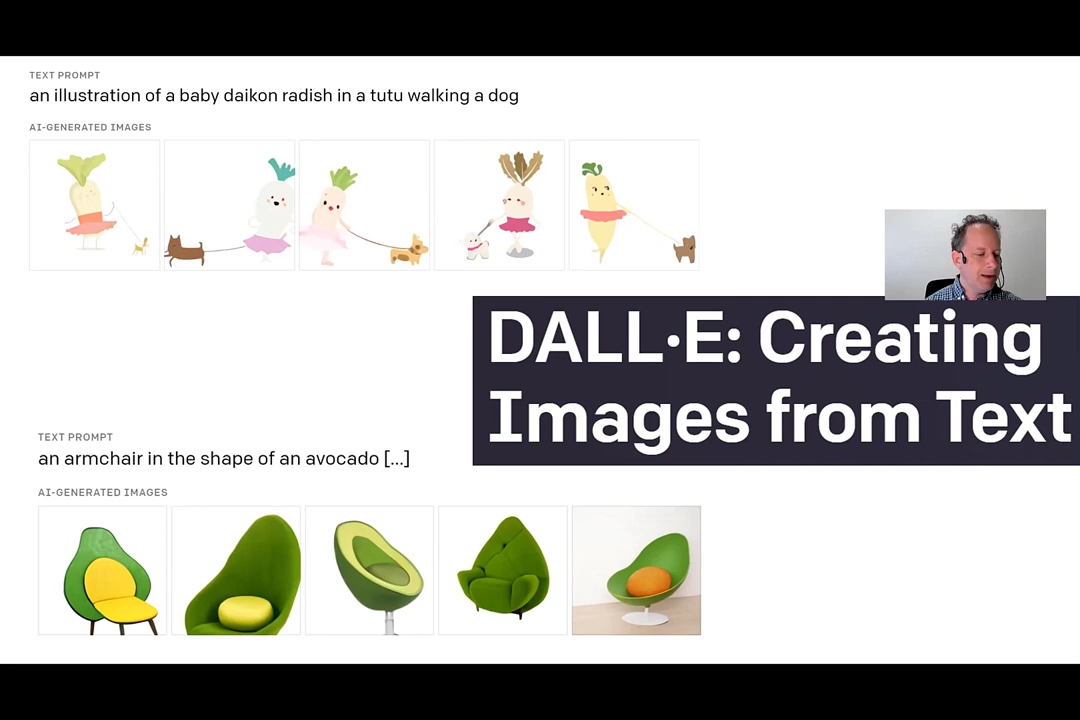 TEXT PROMPT
an illustration of a baby daikon radish in a tutu walking a dog
AI-GENERATED IMAGES
DALL·E: Creating
Images from Text
TEXT PROMPT
an armchair in the shape of an avocado [...]
AI-GENERATED IMAGES